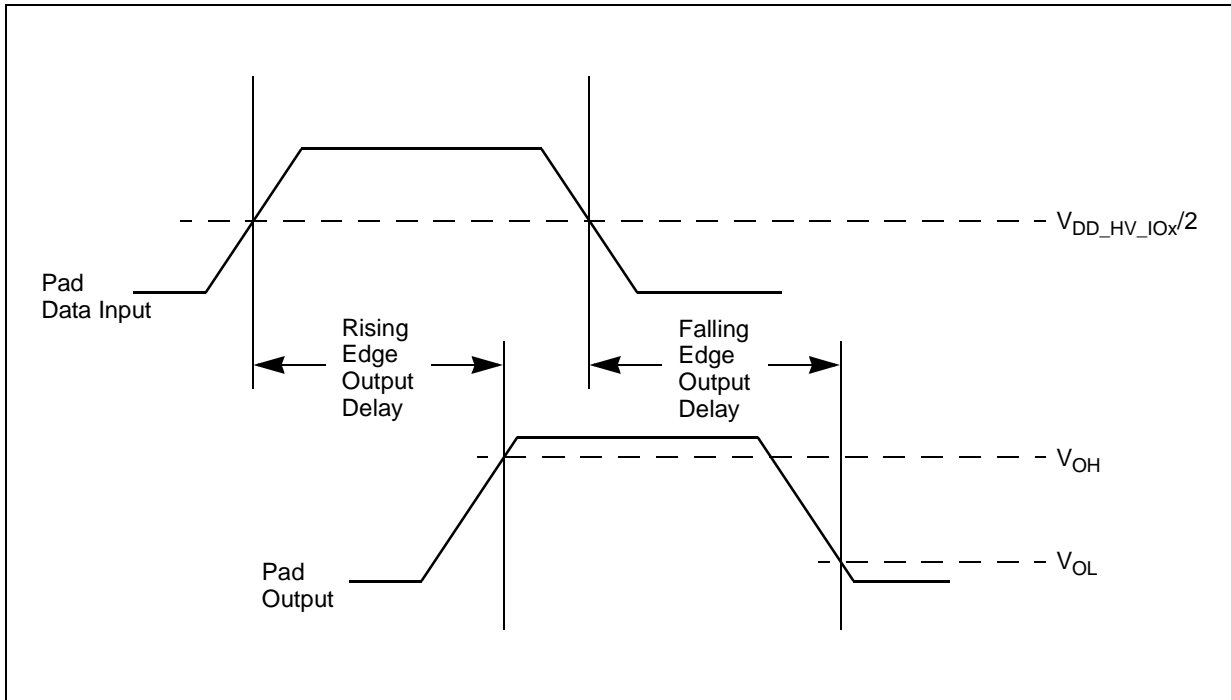 V_DD_HV_IOx/2
Pad
Data Input
Rising
Edge
Output
Delay
Falling
Edge
Output
Delay
V_OH
V_OL
Pad
Output